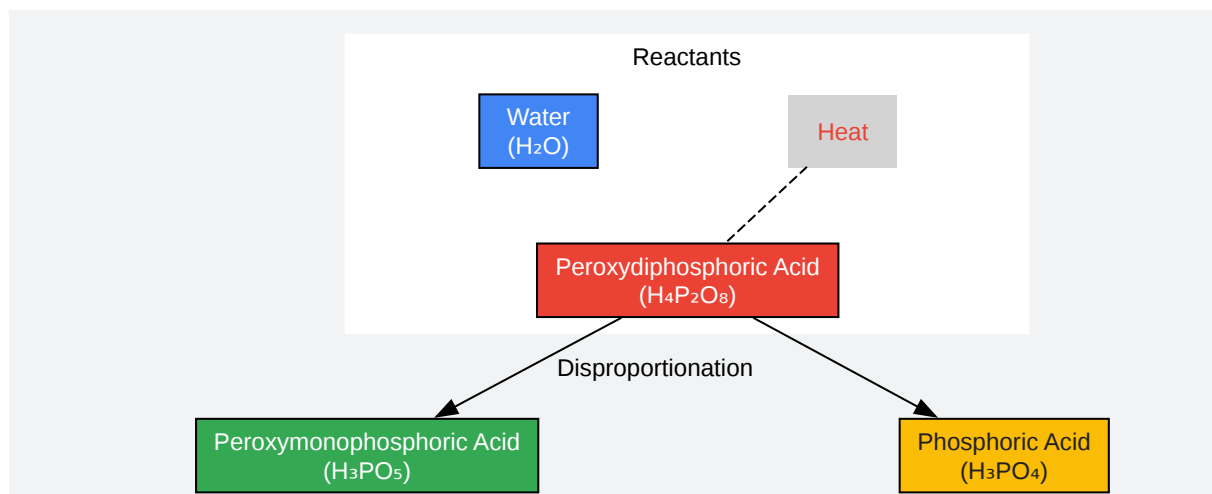 Reactants
Water
(H₂O)
Heat
Peroxydiphosphoric Acid
(H₄P₂O₈)
Disproportionation
Peroxymonophosphoric Acid
(H₃PO₅)
Phosphoric Acid
(H₃PO₄)